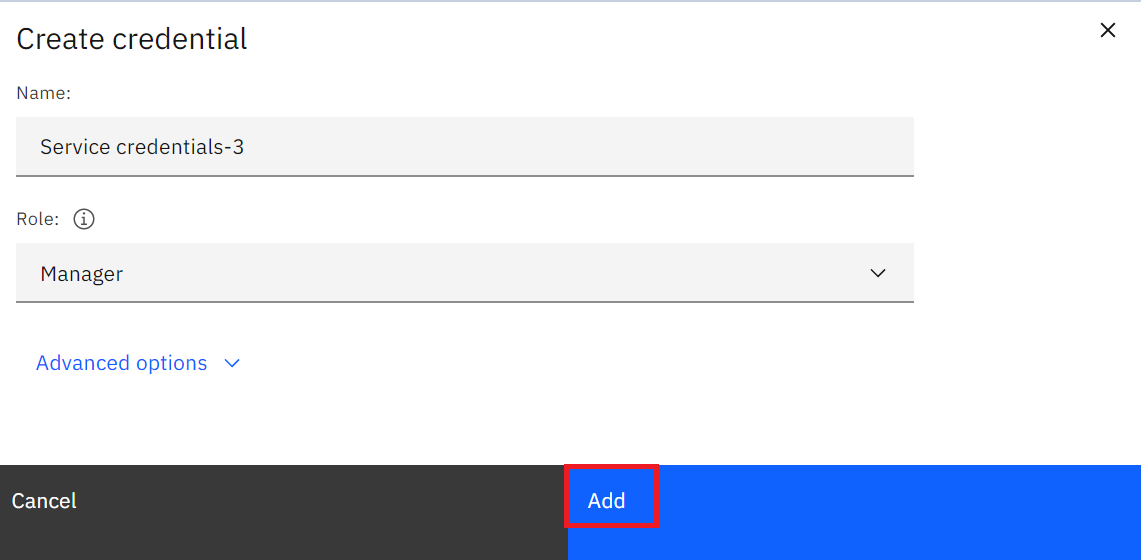 Create credential
Name:
Service credentials-3
Role:
Manager
Advanced options
Cancel
Add